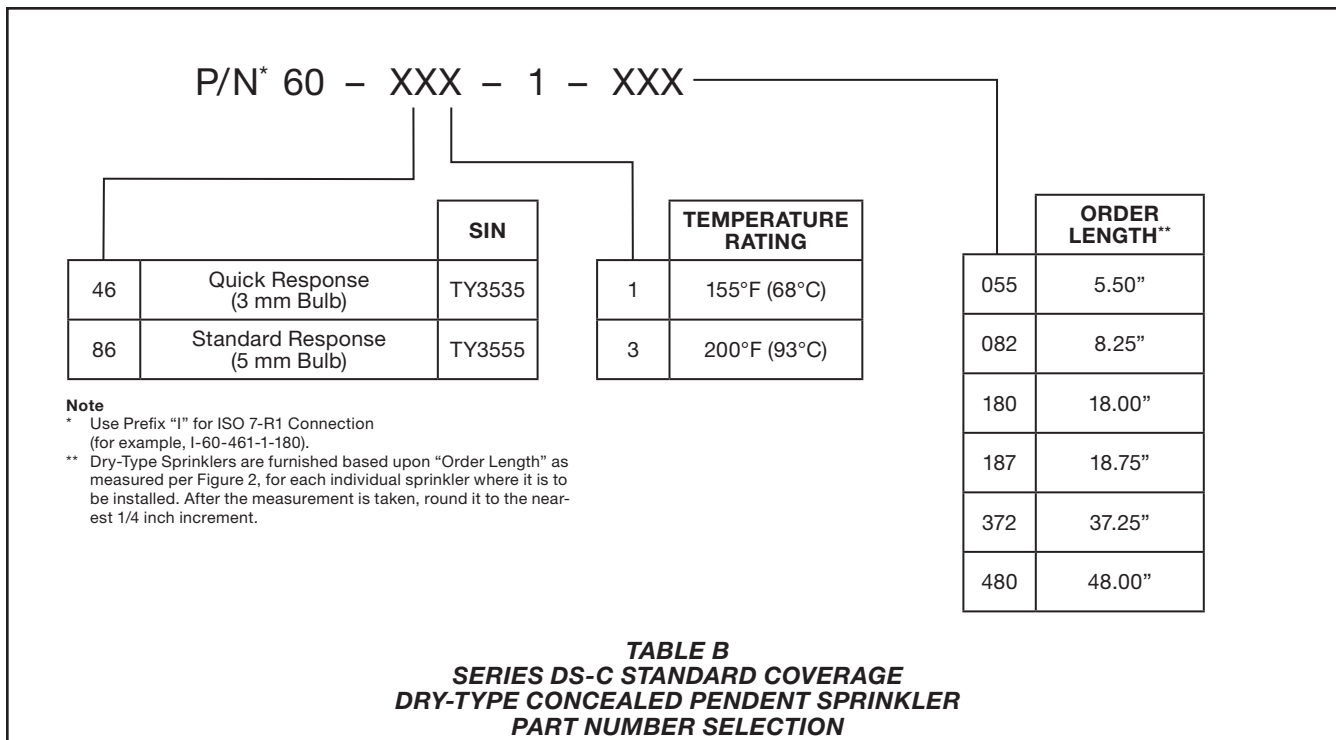 P/N* 60 – XXX – 1 – XXX
SIN
46 Quick Response (3 mm Bulb) TY3535
86 Standard Response (5 mm Bulb) TY3555
TEMPERATURE RATING
1 155°F (68°C)
3 200°F (93°C)
ORDER LENGTH**
055 5.50”
082 8.25”
180 18.00”
187 18.75”
372 37.25”
480 48.00”
Note
* Use Prefix “I” for ISO 7-R1 Connection
(for example, I-60-461-1-180).
** Dry-Type Sprinklers are furnished based upon “Order Length” as
measured per Figure 2, for each individual sprinkler where it is to
be installed. After the measurement is taken, round it to the near-
est 1/4 inch increment.
TABLE B
SERIES DS-C STANDARD COVERAGE
DRY-TYPE CONCEALED PENDENT SPRINKLER
PART NUMBER SELECTION